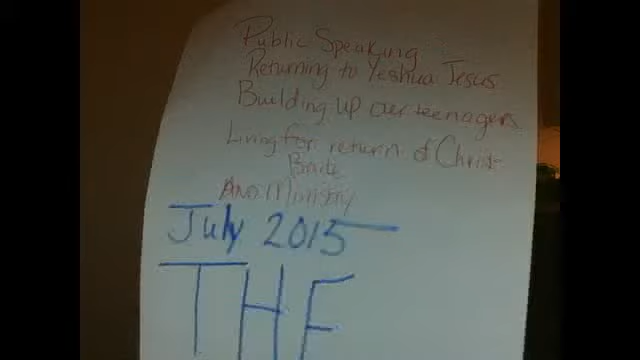 Public Speaking
Returning to Yeshua Jesus
Building up our teenagers
Living for return of Christ
Bride
And Ministry
July 2015
THE